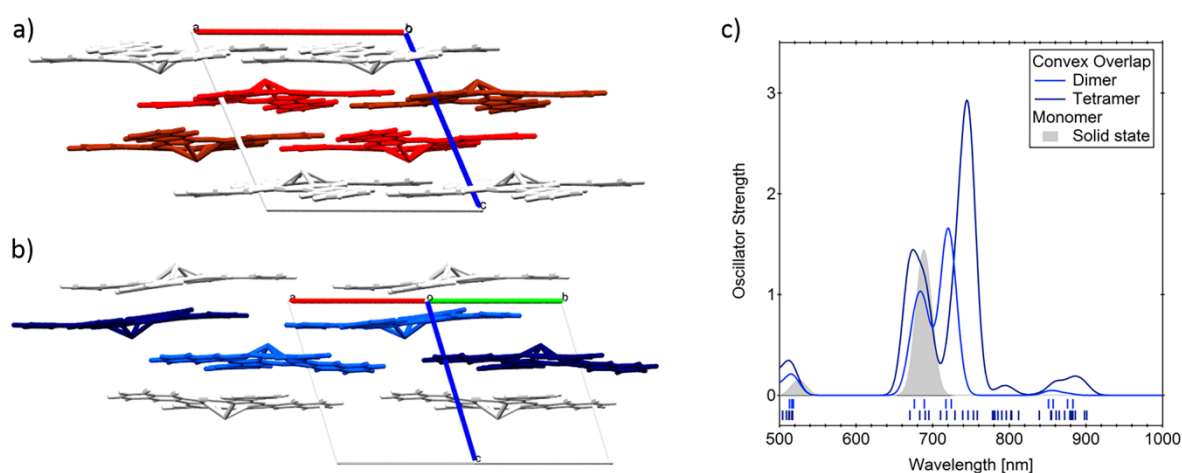 a)
a
b
c
b)
a
o
b
c
c)
Oscillator Strength
3
2
1
0
Convex Overlap
Dimer
Tetramer
Monomer
Solid state
500
600
700
800
900
1000
Wavelength [nm]